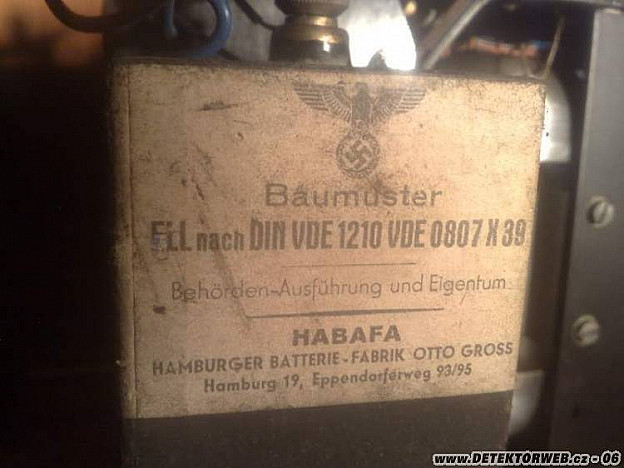 Baumuster
ELL nach DIN VDE 1210 VDE 0807 X 39
Behörden-Ausführung und Eigentum
HABAFA
HAMBURGER BATTERIE-FABRIK OTTO GROSS
Hamburg 19, Eppendorferweg 93/95
www.DETEKTORWEB.cz - 06